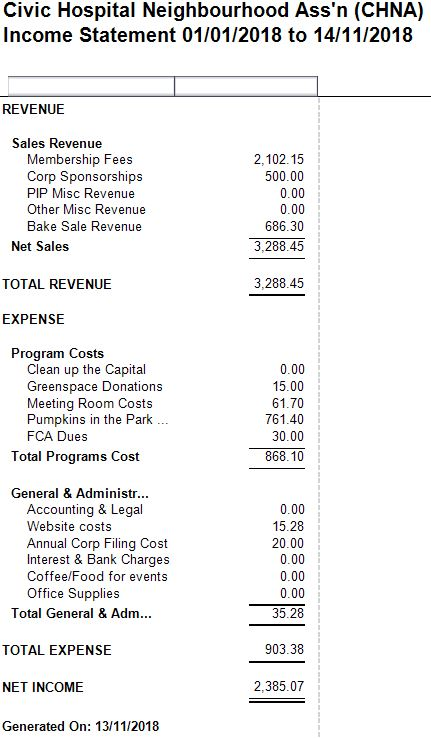 Civic Hospital Neighbourhood Ass'n (CHNA)
Income Statement 01/01/2018 to 14/11/2018
REVENUE
Sales Revenue
Membership Fees 2,102.15
Corp Sponsorships 500.00
PIP Misc Revenue 0.00
Other Misc Revenue 0.00
Bake Sale Revenue 686.30
Net Sales 3,288.45
TOTAL REVENUE 3,288.45
EXPENSE
Program Costs
Clean up the Capital 0.00
Greenspace Donations 15.00
Meeting Room Costs 61.70
Pumpkins in the Park ... 761.40
FCA Dues 30.00
Total Programs Cost 868.10
General & Administr...
Accounting & Legal 0.00
Website costs 15.28
Annual Corp Filing Cost 20.00
Interest & Bank Charges 0.00
Coffee/Food for events 0.00
Office Supplies 0.00
Total General & Adm... 35.28
TOTAL EXPENSE 903.38
NET INCOME 2,385.07
Generated On: 13/11/2018